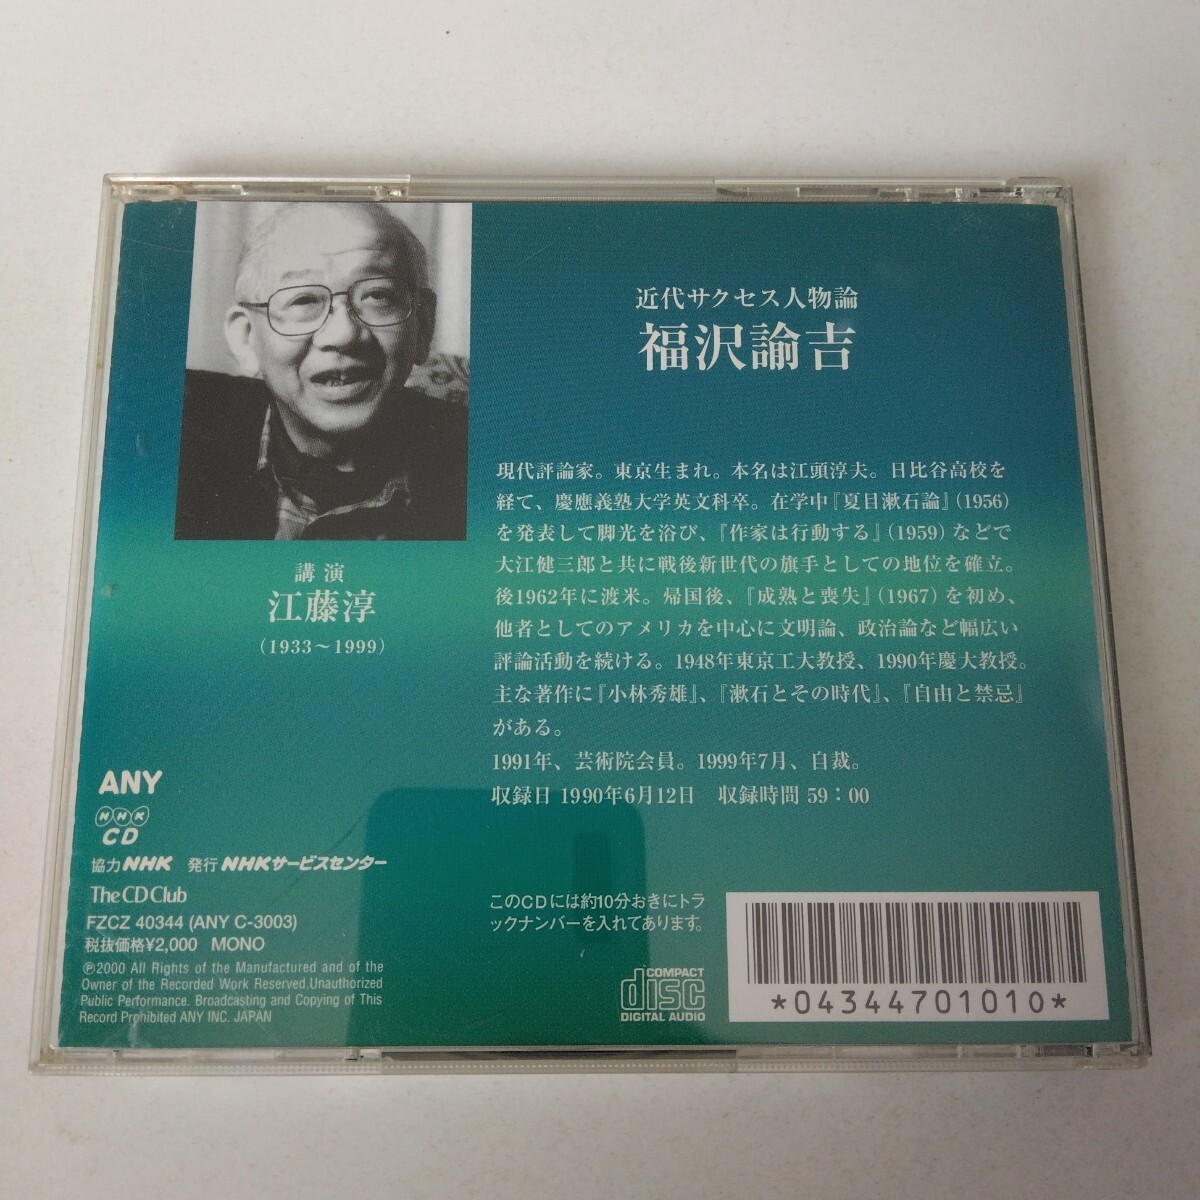 近代サクセス人物論
福沢諭吉
講演
江藤淳
(1933～1999)
現代評論家。東京生まれ。本名は江頭淳夫。日比谷高校を
経て、慶應義塾大学英文科卒。在学中『夏目漱石論』(1956)
を発表して脚光を浴び、『作家は行動する』(1959)などで
大江健三郎と共に戦後新世代の旗手としての地位を確立。
後1962年に渡米。帰国後、『成熟と喪失』(1967)を初め、
他者としてのアメリカを中心に文明論、政治論など幅広い
評論活動を続ける。1948年東京工大教授、1990年慶大教授。
主な著作に『小林秀雄』、『漱石とその時代』、『自由と禁忌』
がある。
1991年、芸術院会員。1999年7月、自裁。
収録日 1990年6月12日 収録時間 59：00
ANY
NHK
CD
協力 NHK 発行 NHKサービスセンター
The CD Club
FZCZ 40344 (ANY C-3003)
税抜価格¥2,000 MONO
Ⓟ2000 All Rights of the Manufactured and of the
Owner of the Recorded Work Reserved.Unauthorized
Public Performance. Broadcasting and Copying of This
Record Prohibited ANY INC. JAPAN
このCDには約10分おきにトラ
ックナンバーを入れてあります。
COMPACT
disc
DIGITAL AUDIO
*04344701010*